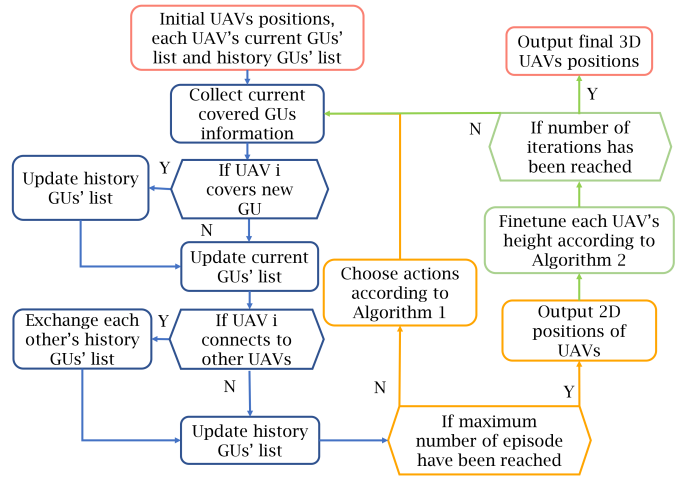 Initial UAVs positions,
each UAV's current GUs'
list and history GUs' list
Collect current
covered GUs
information
If UAV i
covers new
GU
Y
Update history
GUs' list
N
Update current
GUs' list
If UAV i
connects to
other UAVs
Y
Exchange each
other's history
GUs' list
N
Update history
GUs' list
If maximum
number of episode
have been reached
N
Choose actions
according to
Algorithm 1
Y
Output 2D
positions of
UAVs
Finetune each UAV's
height according to
Algorithm 2
If number of
iterations has
been reached
N
Y
Output final 3D
UAVs positions